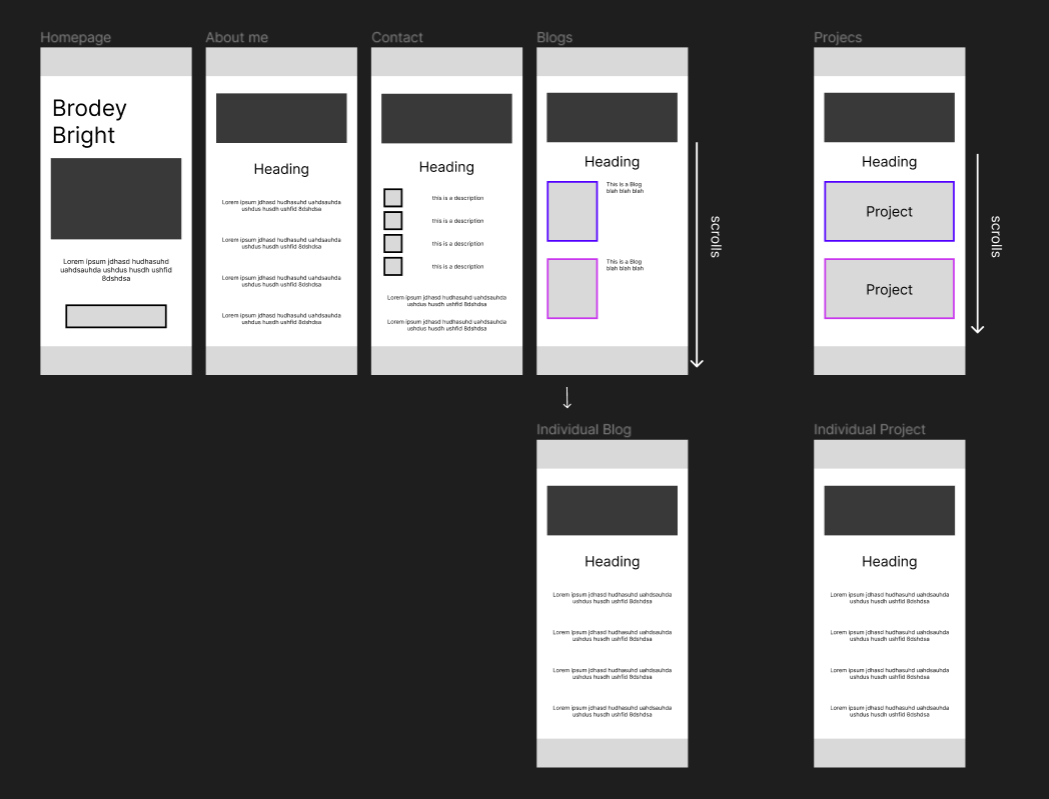 Homepage
About me
Contact
Blogs
Projecs
Brodey
Bright
Lorem ipsum jdhasd hudhasuhd
uahdsauhda ushdus husdh ushfid
8dshdsa
Heading
Lorem ipsum jdhasd hudhasuhd uahdsauhda
ushdus husdh ushfid 8dshdsa
Lorem ipsum jdhasd hudhasuhd uahdsauhda
ushdus husdh ushfid 8dshdsa
Lorem ipsum jdhasd hudhasuhd uahdsauhda
ushdus husdh ushfid 8dshdsa
Lorem ipsum jdhasd hudhasuhd uahdsauhda
ushdus husdh ushfid 8dshdsa
Heading
this is a description
this is a description
this is a description
this is a description
Lorem ipsum jdhasd hudhasuhd uahdsauhda
ushdus husdh ushfid 8dshdsa
Lorem ipsum jdhasd hudhasuhd uahdsauhda
ushdus husdh ushfid 8dshdsa
Heading
This is a Blog
blah blah blah
This is a Blog
blah blah blah
scrolls
Heading
Project
Project
scrolls
Individual Blog
Heading
Lorem ipsum jdhasd hudhasuhd uahdsauhda
ushdus husdh ushfid 8dshdsa
Lorem ipsum jdhasd hudhasuhd uahdsauhda
ushdus husdh ushfid 8dshdsa
Lorem ipsum jdhasd hudhasuhd uahdsauhda
ushdus husdh ushfid 8dshdsa
Lorem ipsum jdhasd hudhasuhd uahdsauhda
ushdus husdh ushfid 8dshdsa
Individual Project
Heading
Lorem ipsum jdhasd hudhasuhd uahdsauhda
ushdus husdh ushfid 8dshdsa
Lorem ipsum jdhasd hudhasuhd uahdsauhda
ushdus husdh ushfid 8dshdsa
Lorem ipsum jdhasd hudhasuhd uahdsauhda
ushdus husdh ushfid 8dshdsa
Lorem ipsum jdhasd hudhasuhd uahdsauhda
ushdus husdh ushfid 8dshdsa